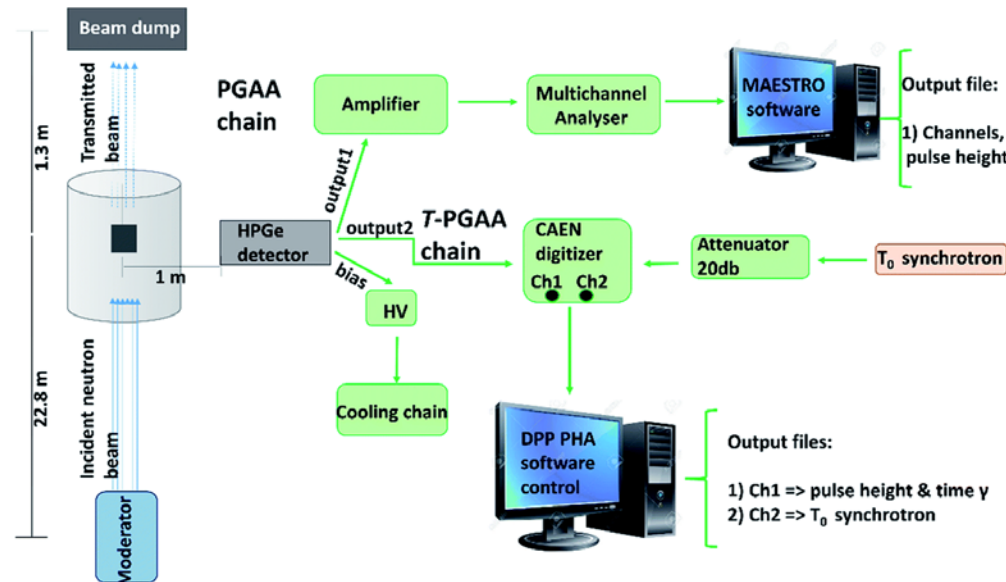 Beam dump
1.3 m
Transmitted
beam
PGAA
chain
Amplifier
Multichannel
Analyser
MAESTRO
software
Output file:
1) Channels,
pulse height
output1
HPGe
detector
output2
T-PGAA
chain
CAEN
digitizer
Ch1 Ch2
Attenuator
20db
T₀ synchrotron
1 m
bias
HV
Cooling chain
22.8 m
Incident neutron
beam
Moderator
DPP PHA
software
control
Output files:
1) Ch1 => pulse height & time γ
2) Ch2 => T₀ synchrotron